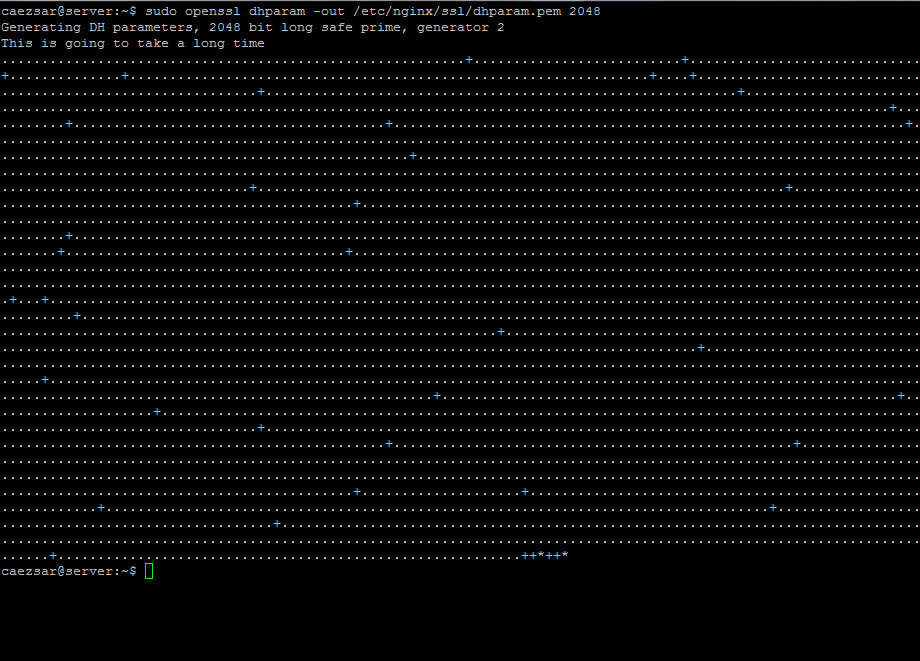 caezsar@server:~$ sudo openssl dhparam -out /etc/nginx/ssl/dhparam.pem 2048
Generating DH parameters, 2048 bit long safe prime, generator 2
This is going to take a long time
caezsar@server:~$